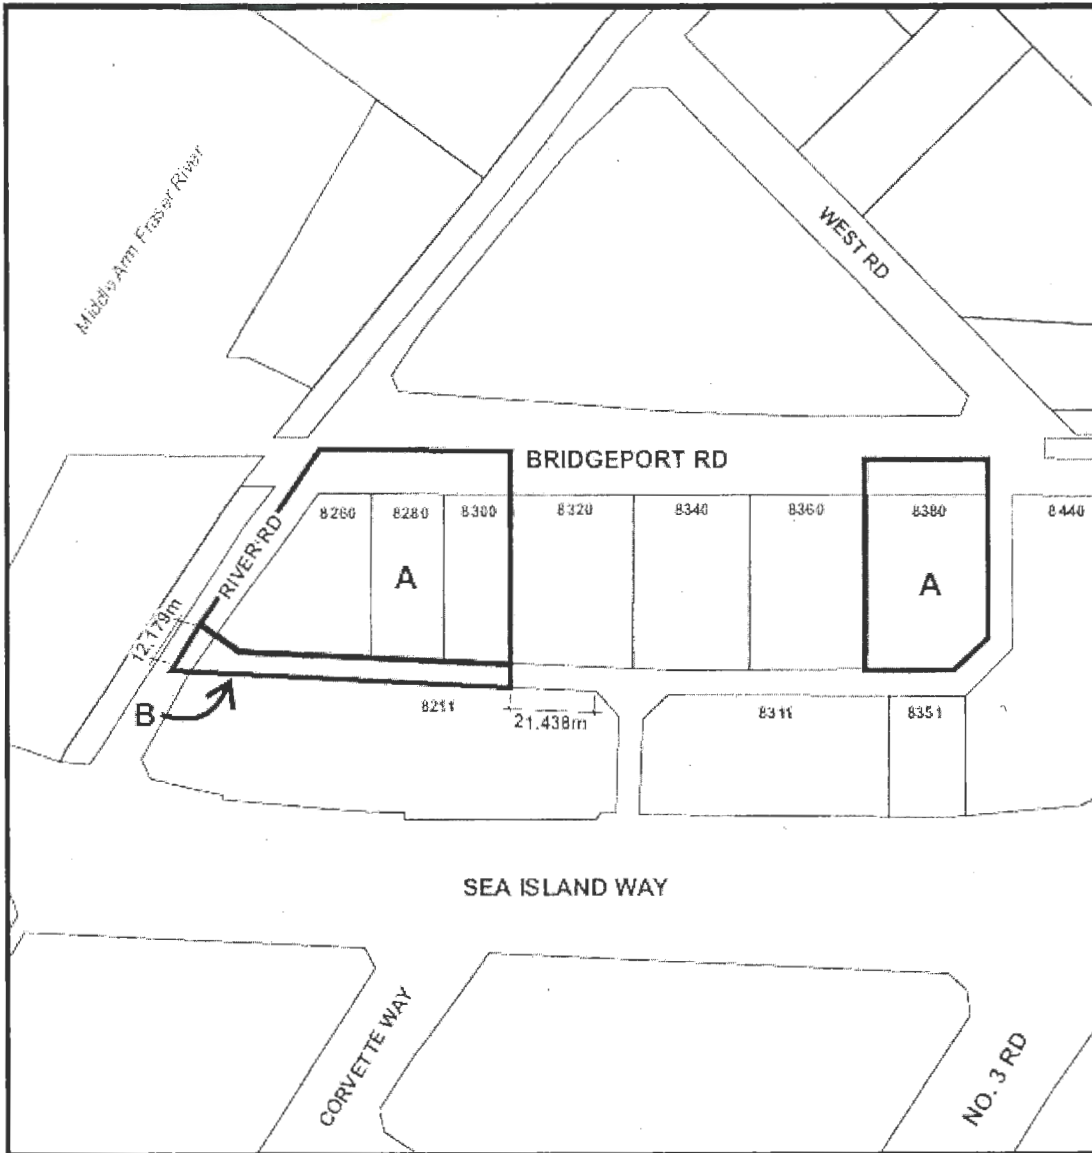 Middle Arm Fraser River
WEST RD
BRIDGEPORT RD
RIVER RD
8260
8280
8300
8320
8340
8360
8380
8440
A
A
12.179m
B
8211
21.438m
8311
8351
SEA ISLAND WAY
CORVETTE WAY
NO. 3 RD